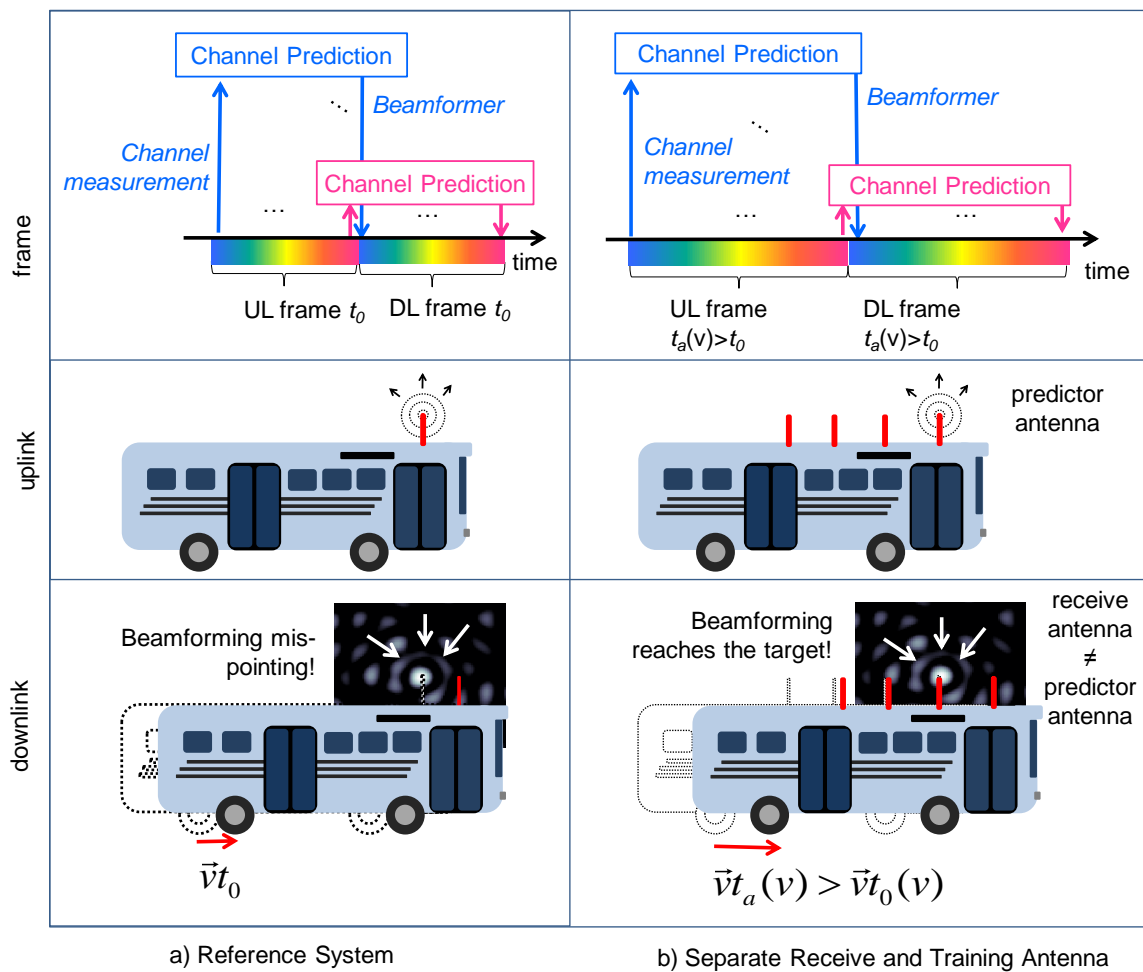 Channel Prediction
Beamformer
Channel
measurement
Channel Prediction
...
...
...
time
UL frame t0
DL frame t0
Channel Prediction
Beamformer
Channel
measurement
Channel Prediction
...
...
...
time
UL frame
ta(v)>t0
DL frame
ta(v)>t0
frame
uplink
predictor
antenna
downlink
Beamforming mis-
pointing!
v⃗t0
Beamforming
reaches the target!
receive
antenna
≠
predictor
antenna
v⃗ta(v) > v⃗t0(v)
a) Reference System
b) Separate Receive and Training Antenna